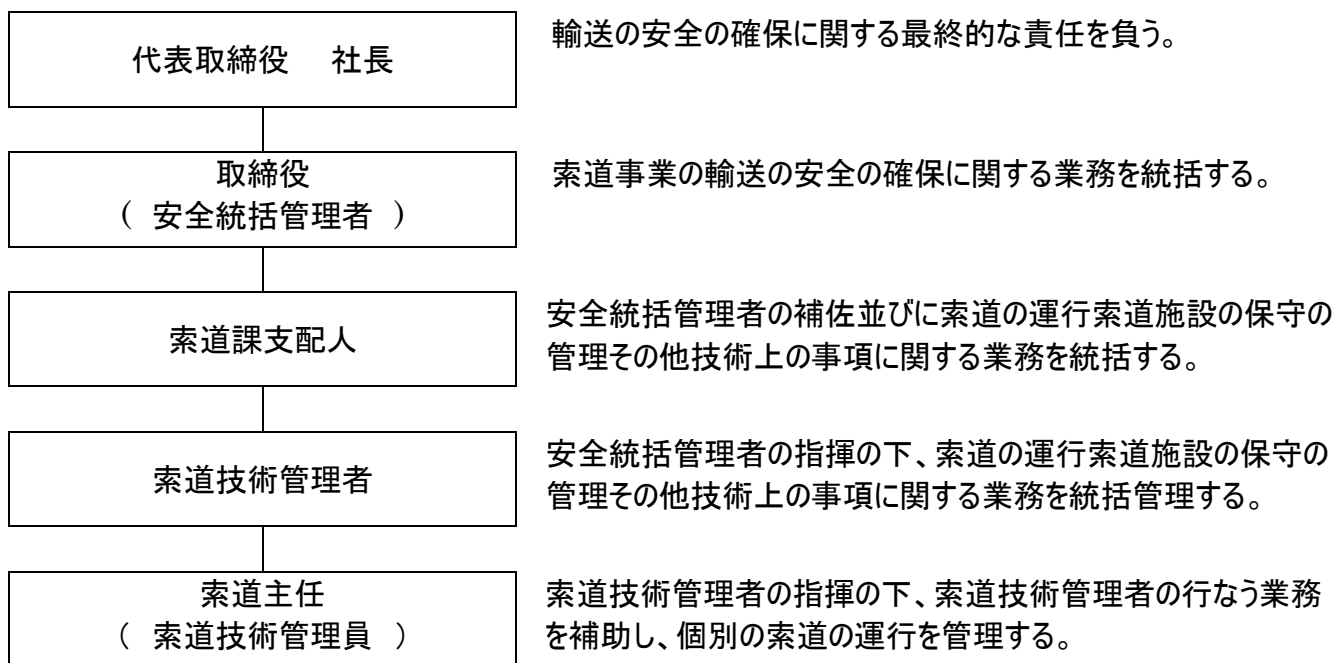 代表取締役 社長
輸送の安全の確保に関する最終的な責任を負う。
取締役
( 安全統括管理者 )
索道事業の輸送の安全の確保に関する業務を統括する。
索道課支配人
安全統括管理者の補佐並びに索道の運行索道施設の保守の
管理その他技術上の事項に関する業務を統括する。
索道技術管理者
安全統括管理者の指揮の下、索道の運行索道施設の保守の
管理その他技術上の事項に関する業務を統括管理する。
索道主任
( 索道技術管理員 )
索道技術管理者の指揮の下、索道技術管理者の行なう業務
を補助し、個別の索道の運行を管理する。